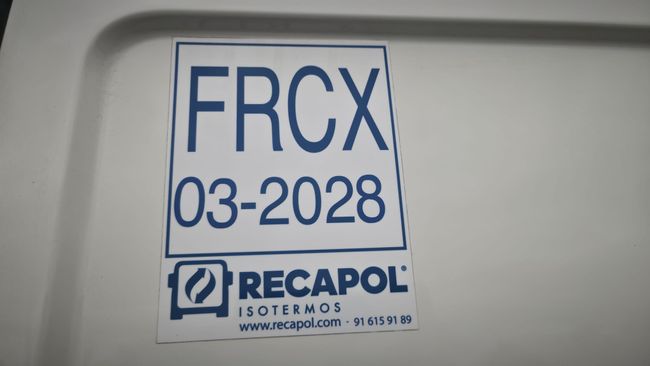 FRCX
03-2028
RECAPOL®
ISOTERMOS
www.recapol.com · 91 615 91 89